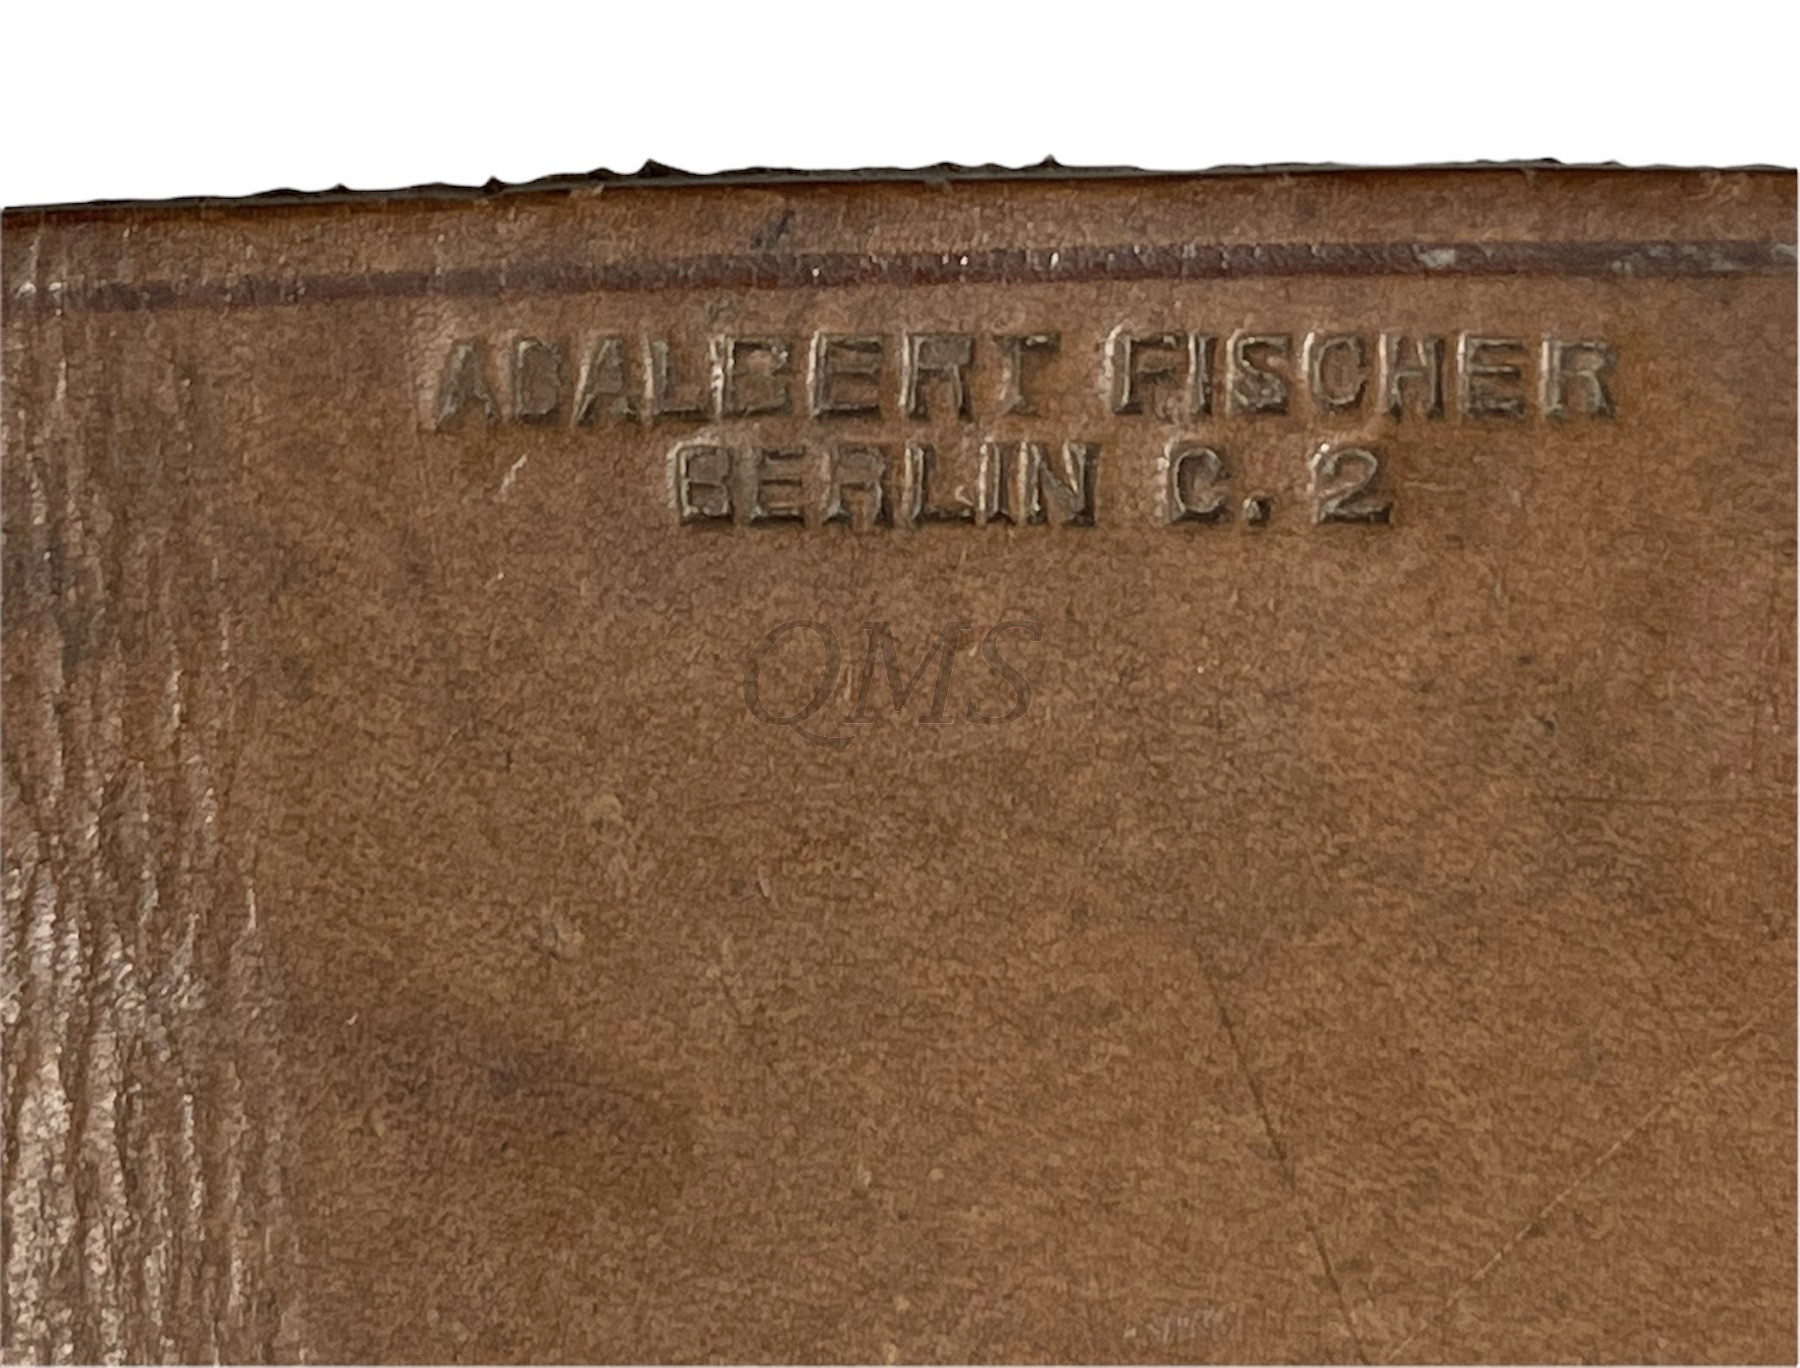 ADALBERT FISCHER
BERLIN C. 2
QMS